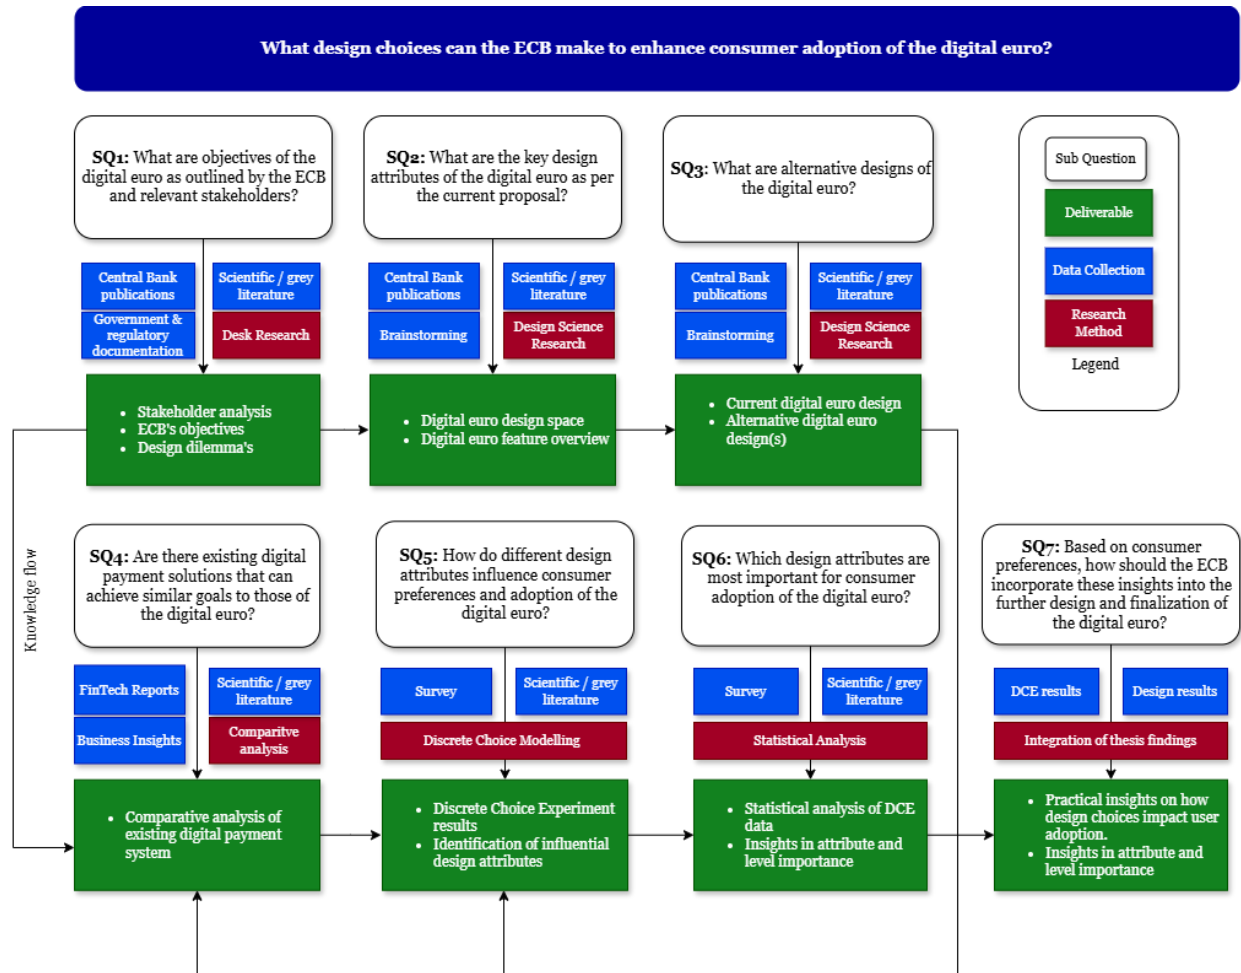 What design choices can the ECB make to enhance consumer adoption of the digital euro?
SQ1: What are objectives of the
digital euro as outlined by the ECB
and relevant stakeholders?
SQ2: What are the key design
attributes of the digital euro as per
the current proposal?
SQ3: What are alternative designs of
the digital euro?
Sub Question
Deliverable
Data Collection
Research
Method
Legend
Central Bank
publications
Scientific / grey
literature
Government &
regulatory
documentation
Desk Research
Central Bank
publications
Scientific / grey
literature
Brainstorming
Design Science
Research
Central Bank
publications
Scientific / grey
literature
Brainstorming
Design Science
Research
• Stakeholder analysis
• ECB's objectives
• Design dilemma's
• Digital euro design space
• Digital euro feature overview
• Current digital euro design
• Alternative digital euro
design(s)
Knowledge flow
SQ4: Are there existing digital
payment solutions that can
achieve similar goals to those of
the digital euro?
SQ5: How do different design
attributes influence consumer
preferences and adoption of the
digital euro?
SQ6: Which design attributes are
most important for consumer
adoption of the digital euro?
SQ7: Based on consumer
preferences, how should the ECB
incorporate these insights into the
further design and finalization of
the digital euro?
FinTech Reports
Scientific / grey
literature
Business Insights
Comparitve
analysis
Survey
Scientific / grey
literature
Discrete Choice Modelling
Survey
Scientific / grey
literature
Statistical Analysis
DCE results
Design results
Integration of thesis findings
• Comparative analysis of
existing digital payment
system
• Discrete Choice Experiment
results
• Identification of influential
design attributes
• Statistical analysis of DCE
data
• Insights in attribute and
level importance
• Practical insights on how
design choices impact user
adoption.
• Insights in attribute and
level importance